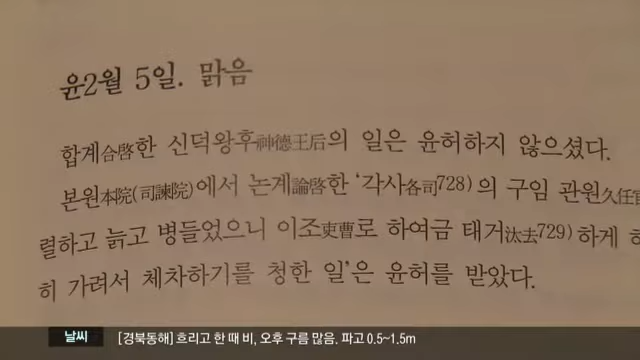 윤2월 5일. 맑음
합계合啓한 신덕왕후神德王后의 일은 윤허하지 않으셨다.
본원本院(司諫院)에서 논계論啓한 ‘각사各司728)의 구임 관원久任官
렬하고 늙고 병들었으니 이조吏曹로 하여금 태거汰去729)하게 하
히 가려서 체차하기를 청한 일’은 윤허를 받았다.
날씨 [경북동해] 흐리고 한 때 비, 오후 구름 많음. 파고 0.5~1.5m